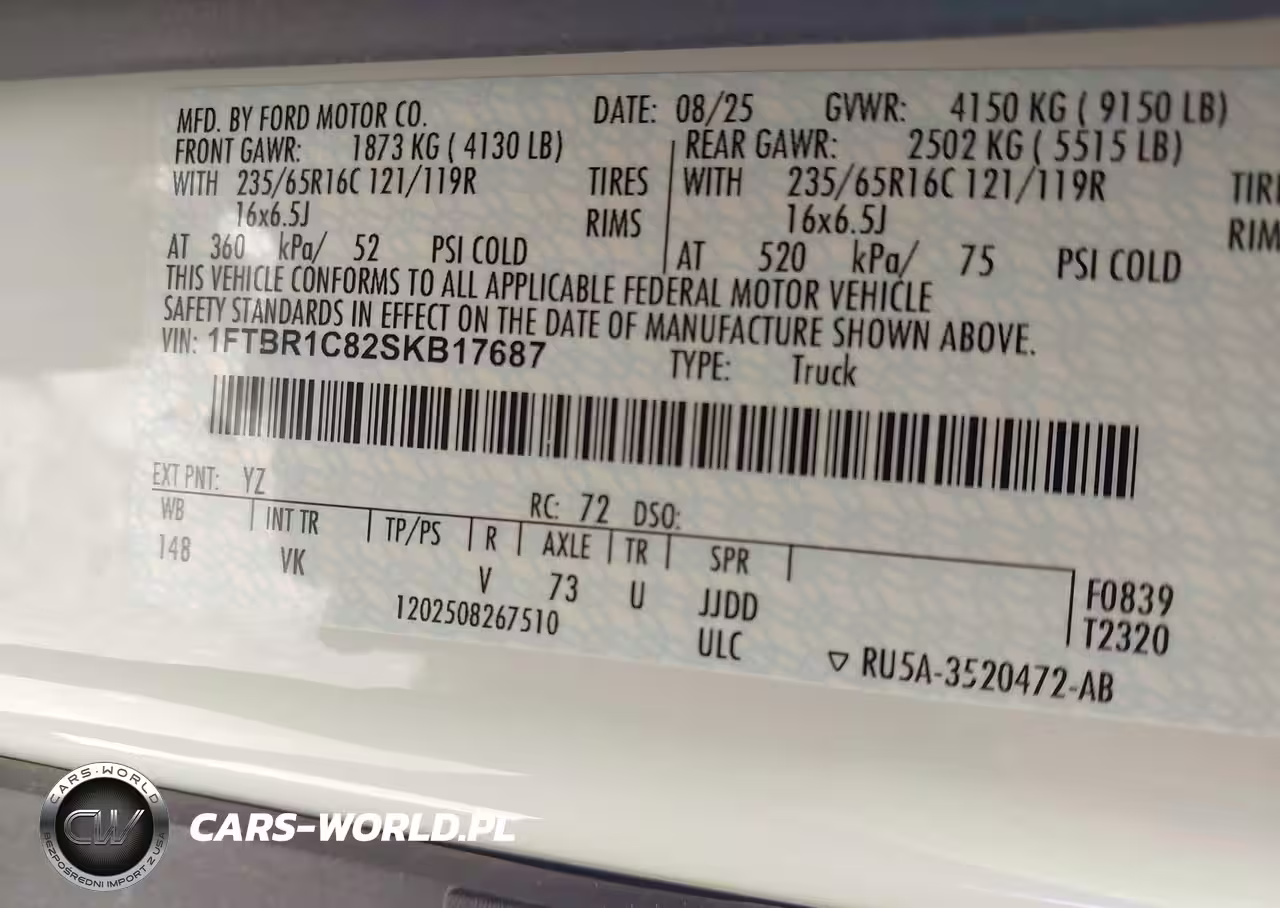 MFD. BY FORD MOTOR CO. DATE: 08/25 GVWR: 4150 KG ( 9150 LB)
FRONT GAWR: 1873 KG ( 4130 LB) REAR GAWR: 2502 KG ( 5515 LB)
WITH 235/65R16C 121/119R TIRES WITH 235/65R16C 121/119R
16x6.5J RIMS 16x6.5J
AT 360 kPa/ 52 PSI COLD AT 520 kPa/ 75 PSI COLD
THIS VEHICLE CONFORMS TO ALL APPLICABLE FEDERAL MOTOR VEHICLE
SAFETY STANDARDS IN EFFECT ON THE DATE OF MANUFACTURE SHOWN ABOVE.
VIN: 1FTBR1C82SKB17687 TYPE: Truck
EXT PNT: YZ RC: 72 DSO:
WB INT TR TP/PS R AXLE TR SPR
148 VK V 73 U JJDD F0839
1202508267510 ULC T2320
▽ RU5A-3520472-AB
CARS-WORLD
CW
BEZPOŚREDNI IMPORT Z USA
CARS-WORLD.PL